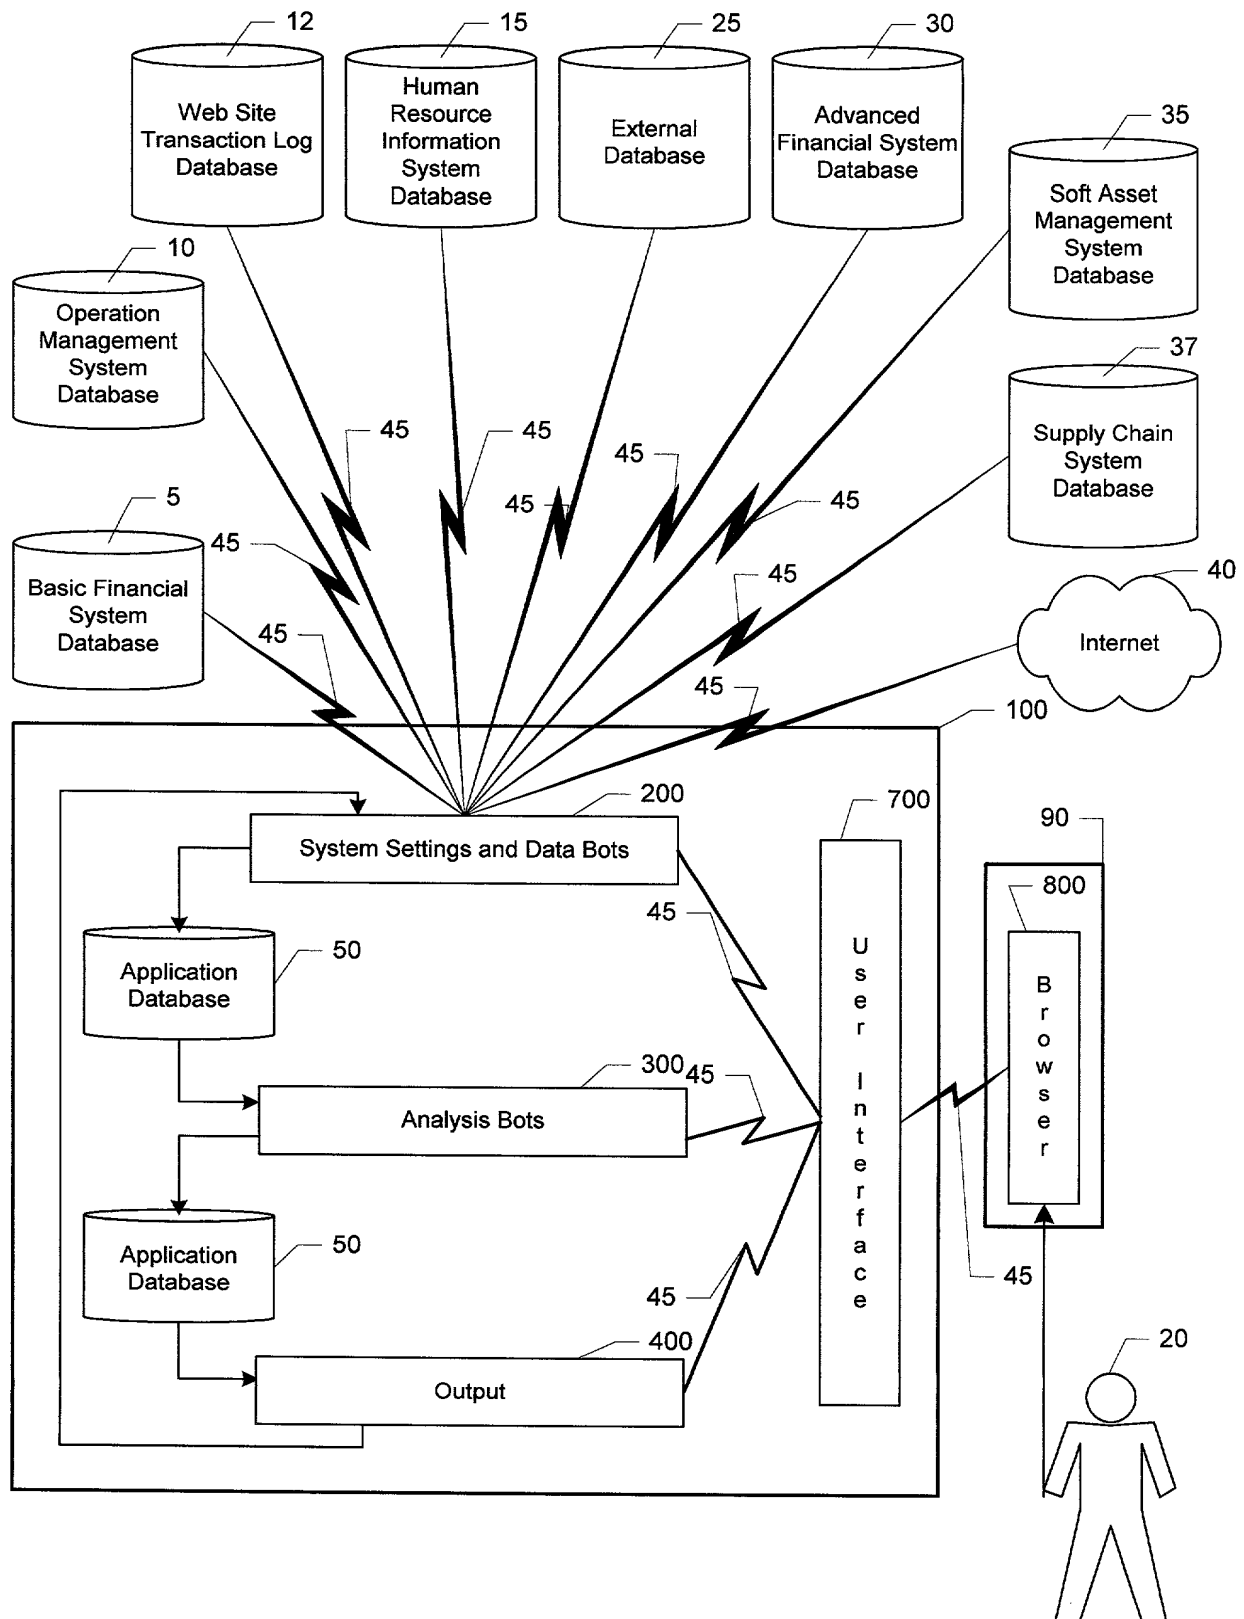 12
15
25
30
Web Site
Transaction Log
Database
Human
Resource
Information
System
Database
External
Database
Advanced
Financial System
Database
35
Soft Asset
Management
System
Database
10
Operation
Management
System
Database
37
Supply Chain
System
Database
45
45
45
45
45
5
45
Basic Financial
System
Database
45
45
40
Internet
45
100
200
System Settings and Data Bots
700
90
800
45
50
Application
Database
User Interface
Browser
300
45
Analysis Bots
50
Application
Database
45
45
400
Output
20